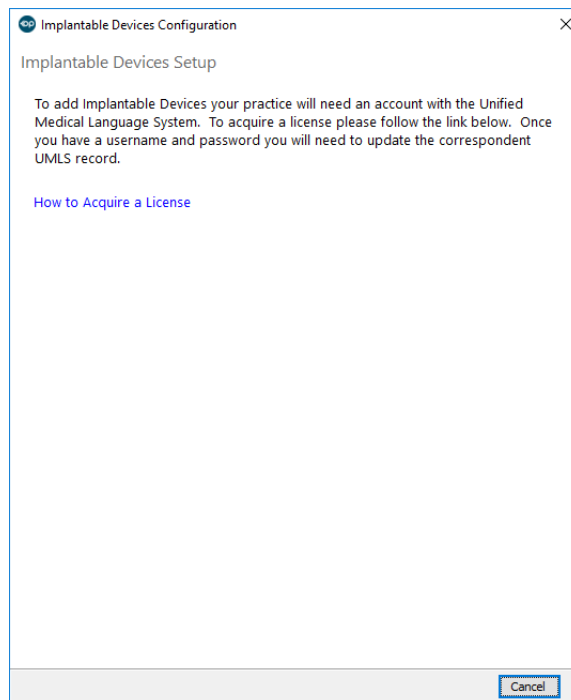 OP Implantable Devices Configuration
Implantable Devices Setup
To add Implantable Devices your practice will need an account with the Unified
Medical Language System.  To acquire a license please follow the link below.  Once
you have a username and password you will need to update the correspondent
UMLS record.
How to Acquire a License
Cancel